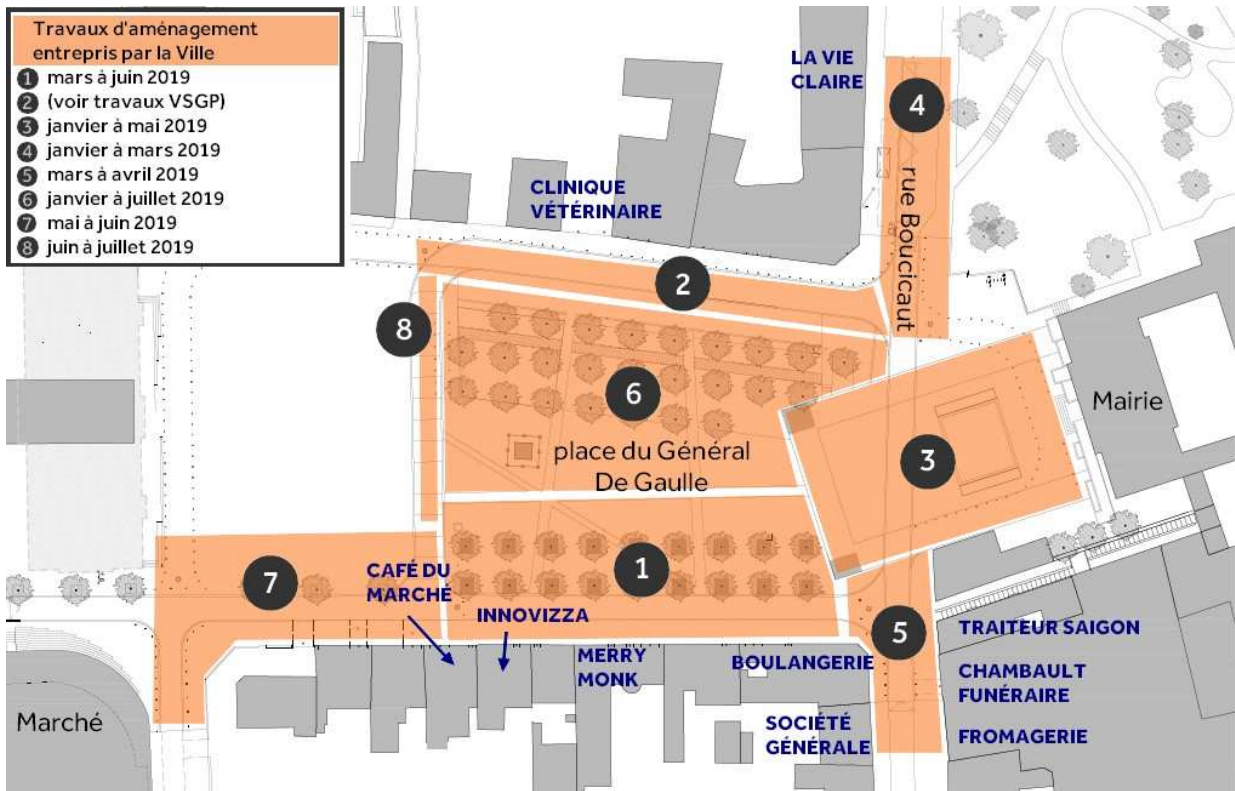 Travaux d'aménagement
entrepris par la Ville
1 mars à juin 2019
2 (voir travaux VSGP)
3 janvier à mai 2019
4 janvier à mars 2019
5 mars à avril 2019
6 janvier à juillet 2019
7 mai à juin 2019
8 juin à juillet 2019
LA VIE
CLAIRE
4
rue Boucicaut
CLINIQUE
VÉTÉRINAIRE
2
8
6
place du Général
De Gaulle
3
Mairie
7
CAFÉ DU
MARCHÉ
INNOVIZZA
1
MERRY
MONK
BOULANGERIE
5
TRAITEUR SAIGON
CHAMBAULT
FUNÉRAIRE
FROMAGERIE
SOCIÉTÉ
GÉNÉRALE
Marché